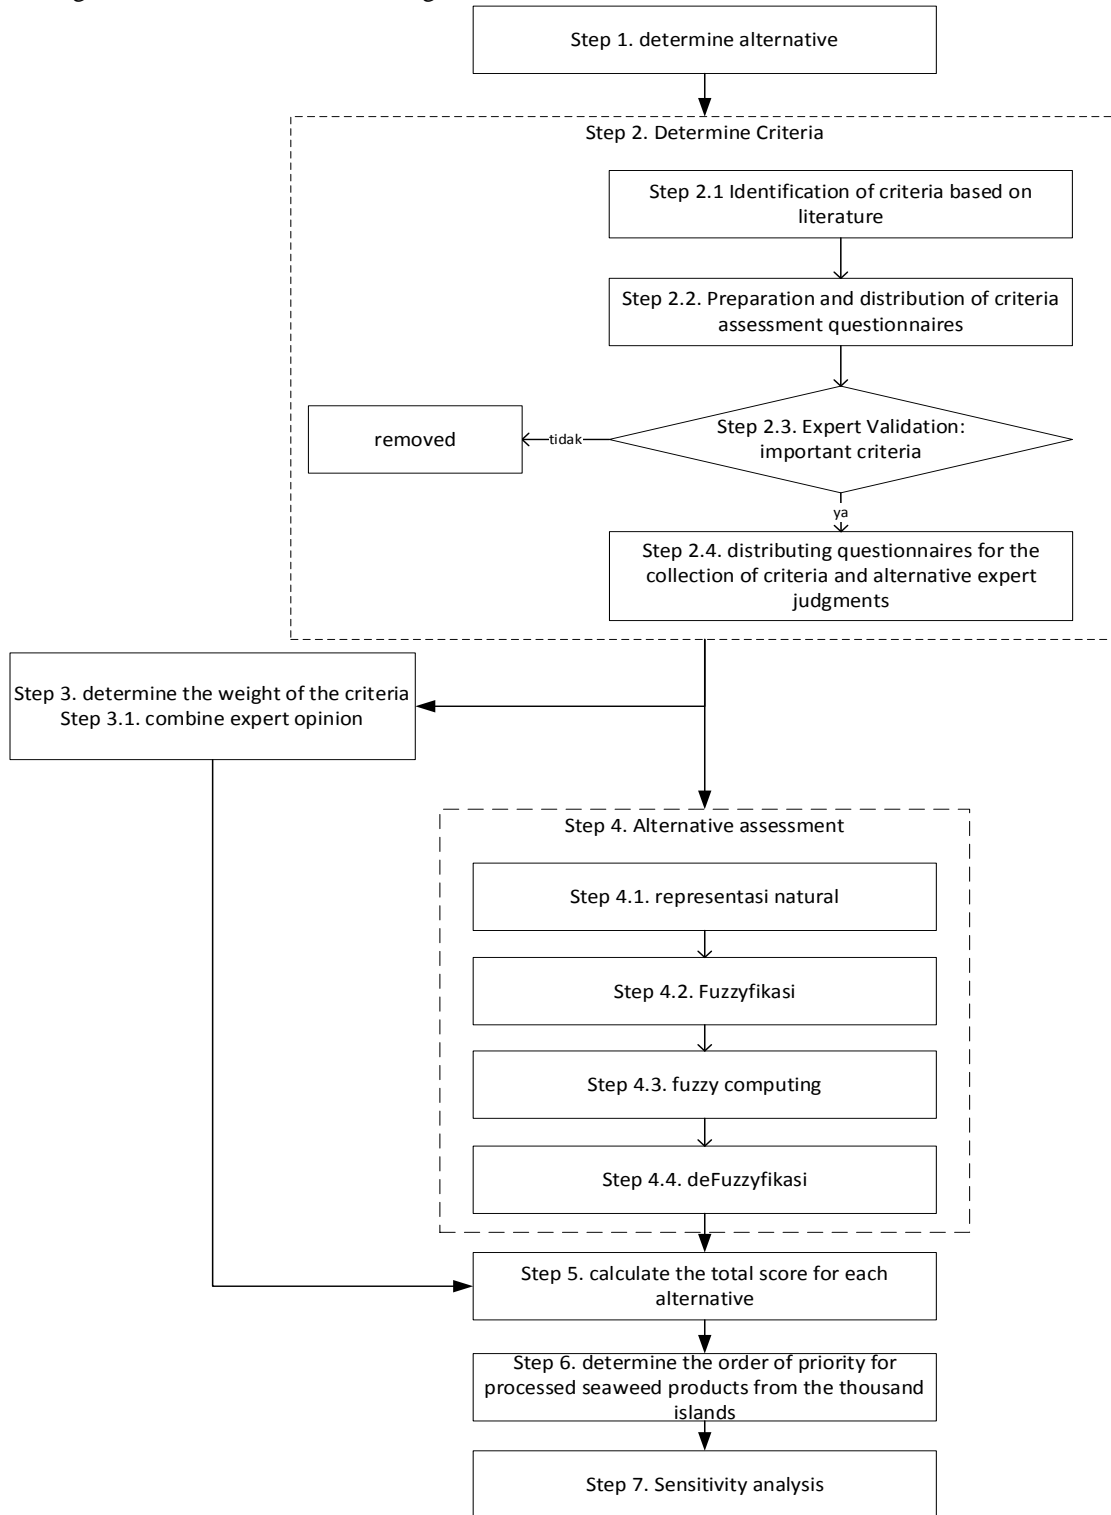 Step 1. determine alternative
Step 2. Determine Criteria
Step 2.1 Identification of criteria based on
literature
Step 2.2. Preparation and distribution of criteria
assessment questionnaires
Step 2.3. Expert Validation:
important criteria
tidak
removed
ya
Step 2.4. distributing questionnaires for the
collection of criteria and alternative expert
judgments
Step 3. determine the weight of the criteria
Step 3.1. combine expert opinion
Step 4. Alternative assessment
Step 4.1. representasi natural
Step 4.2. Fuzzyfikasi
Step 4.3. fuzzy computing
Step 4.4. deFuzzyfikasi
Step 5. calculate the total score for each
alternative
Step 6. determine the order of priority for
processed seaweed products from the thousand
islands
Step 7. Sensitivity analysis